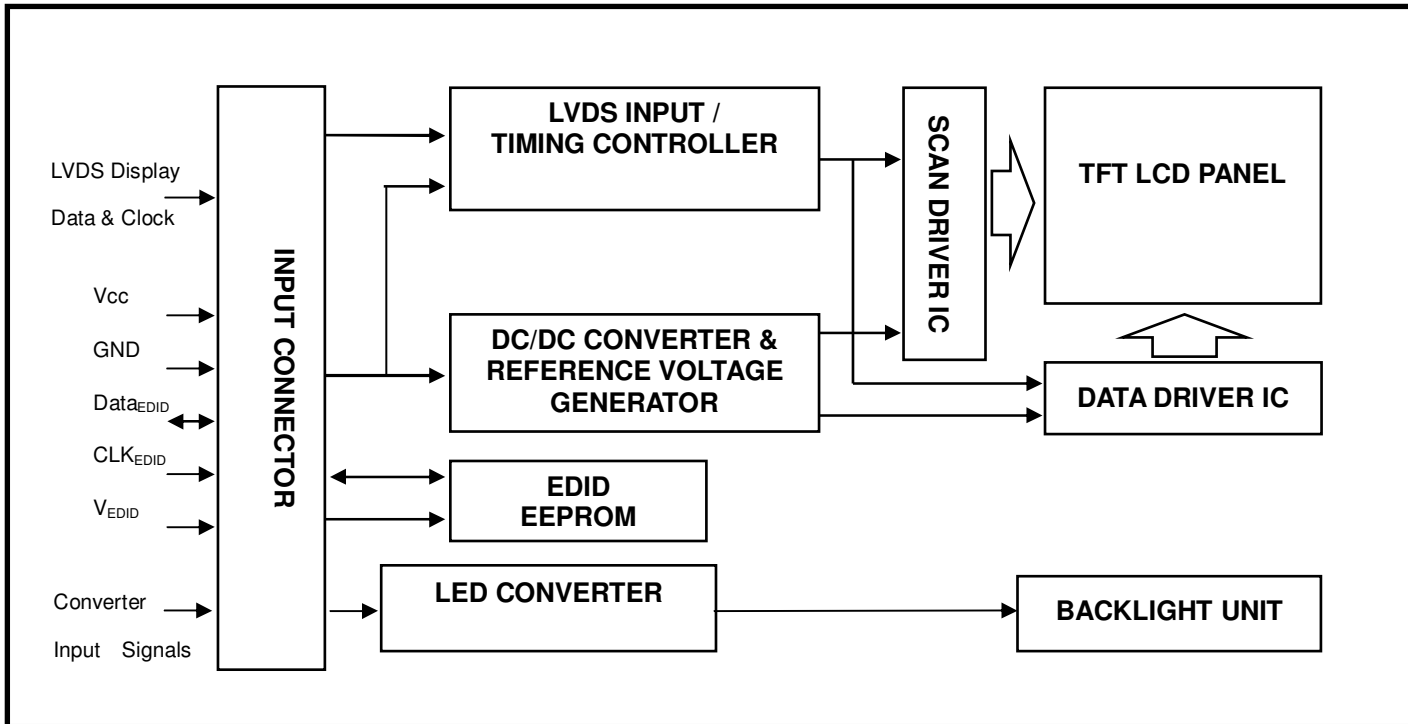 LVDS Display
Data & Clock
Vcc
GND
DataEDID
CLKEDID
VEDID
Converter
Input Signals
INPUT CONNECTOR
LVDS INPUT /
TIMING CONTROLLER
DC/DC CONVERTER &
REFERENCE VOLTAGE
GENERATOR
EDID
EEPROM
LED CONVERTER
SCAN DRIVER IC
TFT LCD PANEL
DATA DRIVER IC
BACKLIGHT UNIT